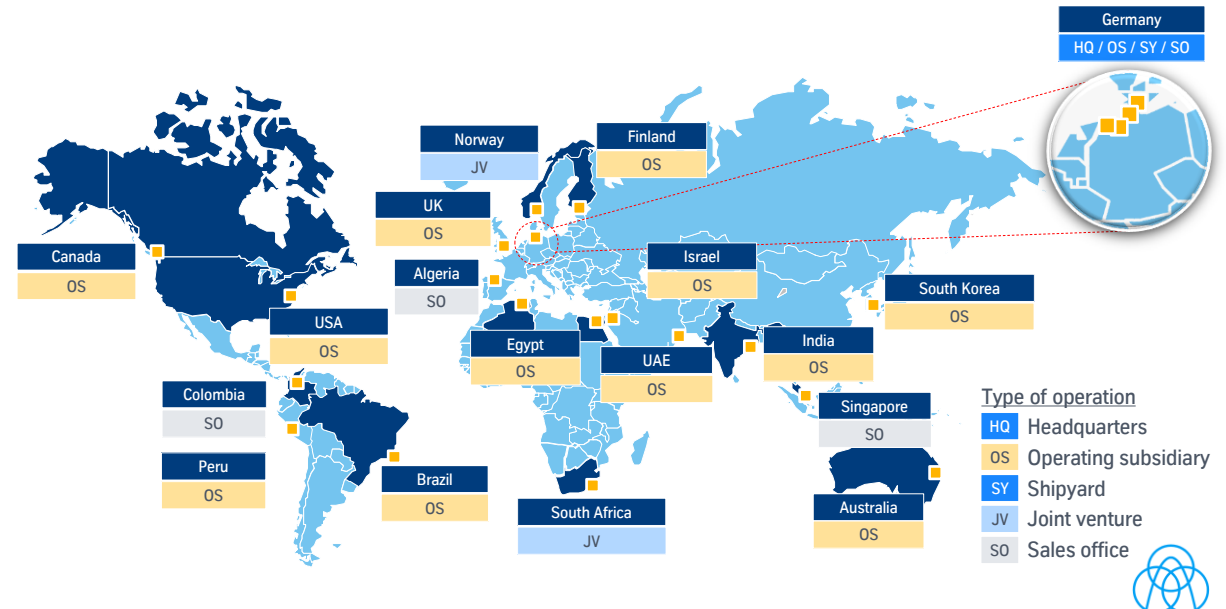 Germany
HQ / OS / SY / SO
Norway
JV
Finland
OS
UK
OS
Canada
OS
Algeria
SO
Israel
OS
South Korea
OS
USA
OS
Egypt
OS
UAE
OS
India
OS
Colombia
SO
Singapore
SO
Peru
OS
Brazil
OS
South Africa
JV
Australia
OS
Type of operation
HQ Headquarters
OS Operating subsidiary
SY Shipyard
JV Joint venture
SO Sales office